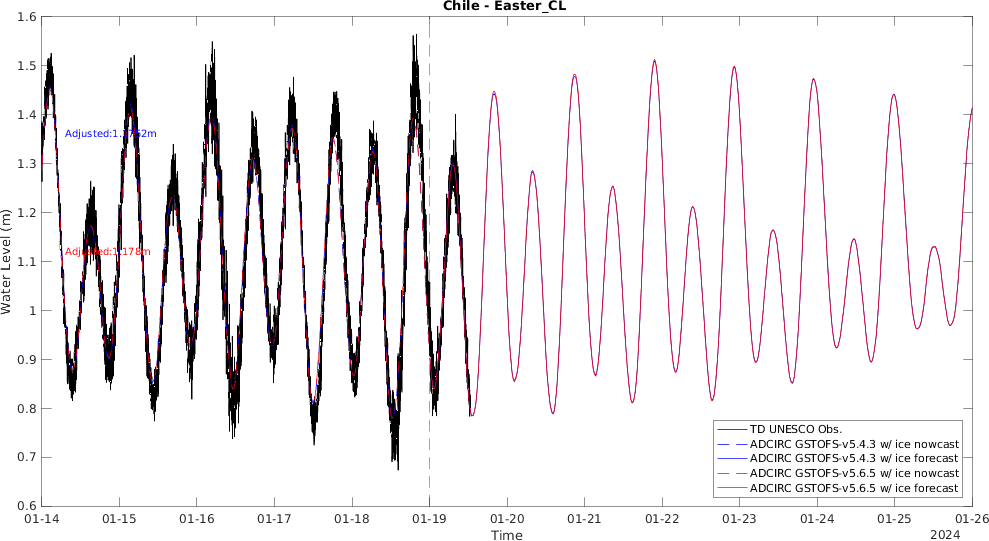 Chile - Easter_CL
1.6
1.5
1.4
1.3
1.2
1.1
1
0.9
0.8
0.7
0.6
Water Level (m)
Adjusted:1.1762m
Adjusted:1.178m
TD UNESCO Obs.
ADCIRC GSTOFS-v5.4.3 w/ ice nowcast
ADCIRC GSTOFS-v5.4.3 w/ ice forecast
ADCIRC GSTOFS-v5.6.5 w/ ice nowcast
ADCIRC GSTOFS-v5.6.5 w/ ice forecast
01-14 01-15 01-16 01-17 01-18 01-19 01-20 01-21 01-22 01-23 01-24 01-25 01-26
Time
2024